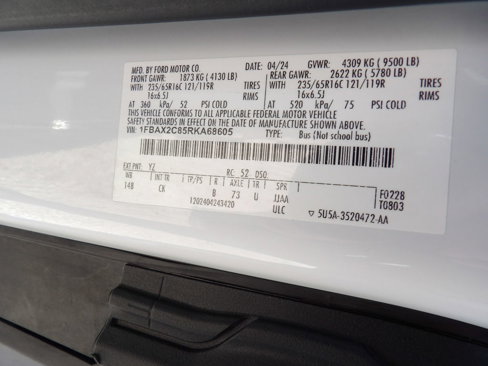 MFD. BY FORD MOTOR CO. DATE: 04/24 GVWR: 4309 KG ( 9500 LB)
FRONT GAWR: 1873 KG ( 4130 LB) REAR GAWR: 2622 KG ( 5780 LB)
WITH 235/65R16C 121/119R TIRES WITH 235/65R16C 121/119R TIRES
16x6.5J RIMS 16x6.5J RIMS
AT 360 kPa/ 52 PSI COLD AT 520 kPa/ 75 PSI COLD
THIS VEHICLE CONFORMS TO ALL APPLICABLE FEDERAL MOTOR VEHICLE
SAFETY STANDARDS IN EFFECT ON THE DATE OF MANUFACTURE SHOWN ABOVE.
VIN: 1FBAX2C85RKA68605 TYPE: Bus (Not school Bus)
EXT PNT: YZ RC: 52 DSO:
WB INT TR TP/PS R AXLE TR SPR F0228
148 CK B 73 U JJAA T0803
1202404243420 ULC ▽ 5U5A-3520472-AA